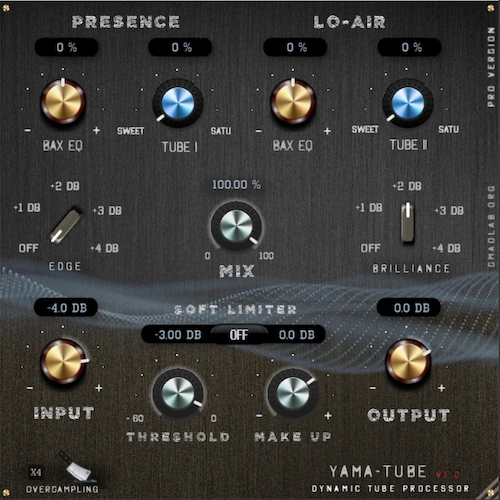 PRESENCE
LO-AIR
0 %
0 %
0 %
0 %
PRO VERSION
- +
BAX EQ
SWEET
SATU
TUBE I
- +
BAX EQ
SWEET
SATU
TUBE II
+2 DB
+1 DB
+3 DB
OFF
+4 DB
EDGE
100.00 %
0
100
MIX
+2 DB
+1 DB
+3 DB
OFF
+4 DB
BRILLIANCE
GMAOLAB.ORG
-4.0 DB
SOFT LIMITER
0.0 DB
-3.00 DB
OFF
0.0 DB
- +
INPUT
-60
0
THRESHOLD
- +
MAKE UP
- +
OUTPUT
X4
OVERSAMPLING
YAMA-TUBE V1.2
DYNAMIC TUBE PROCESSOR